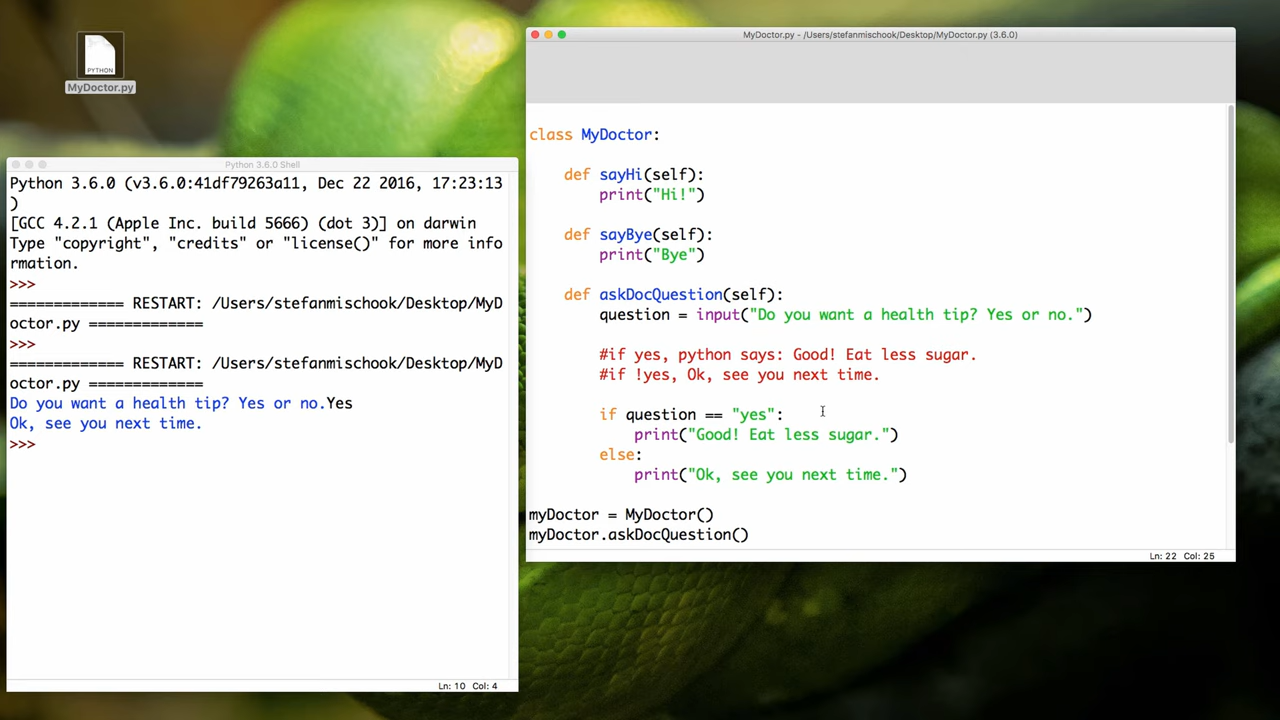 PYTHON
MyDoctor.py
Python 3.6.0 Shell
Python 3.6.0 (v3.6.0:41df79263a11, Dec 22 2016, 17:23:13
)
[GCC 4.2.1 (Apple Inc. build 5666) (dot 3)] on darwin
Type "copyright", "credits" or "license()" for more info
rmation.
>>>
============= RESTART: /Users/stefanmischook/Desktop/MyD
octor.py =============
>>>
============= RESTART: /Users/stefanmischook/Desktop/MyD
octor.py =============
Do you want a health tip? Yes or no.Yes
Ok, see you next time.
>>>
Ln: 10 Col: 4
MyDoctor.py - /Users/stefanmischook/Desktop/MyDoctor.py (3.6.0)
class MyDoctor:
def sayHi(self):
print("Hi!")
def sayBye(self):
print("Bye")
def askDocQuestion(self):
question = input("Do you want a health tip? Yes or no.")
#if yes, python says: Good! Eat less sugar.
#if !yes, Ok, see you next time.
if question == "yes":
print("Good! Eat less sugar.")
else:
print("Ok, see you next time.")
myDoctor = MyDoctor()
myDoctor.askDocQuestion()
Ln: 22 Col: 25